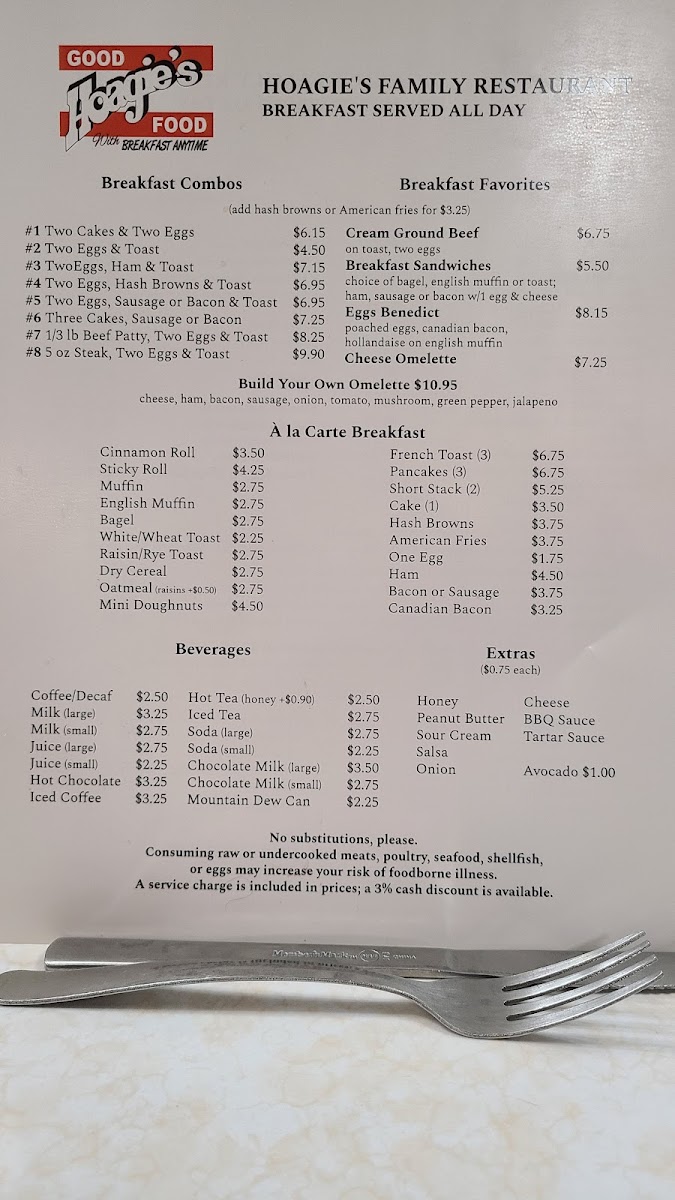 GOOD
Hoagie's
FOOD
With BREAKFAST ANYTIME
HOAGIE'S FAMILY RESTAURANT
BREAKFAST SERVED ALL DAY
Breakfast Combos
#1 Two Cakes & Two Eggs $6.15
#2 Two Eggs & Toast $4.50
#3 TwoEggs, Ham & Toast $7.15
#4 Two Eggs, Hash Browns & Toast $6.95
#5 Two Eggs, Sausage or Bacon & Toast $6.95
#6 Three Cakes, Sausage or Bacon $7.25
#7 1/3 lb Beef Patty, Two Eggs & Toast $8.25
#8 5 oz Steak, Two Eggs & Toast $9.90
Breakfast Favorites
(add hash browns or American fries for $3.25)
Cream Ground Beef $6.75
on toast, two eggs
Breakfast Sandwiches $5.50
choice of bagel, english muffin or toast;
ham, sausage or bacon w/1 egg & cheese
Eggs Benedict $8.15
poached eggs, canadian bacon,
hollandaise on english muffin
Cheese Omelette $7.25
Build Your Own Omelette $10.95
cheese, ham, bacon, sausage, onion, tomato, mushroom, green pepper, jalapeno
À la Carte Breakfast
Cinnamon Roll $3.50
Sticky Roll $4.25
Muffin $2.75
English Muffin $2.75
Bagel $2.75
White/Wheat Toast $2.25
Raisin/Rye Toast $2.75
Dry Cereal $2.75
Oatmeal (raisins +$0.50) $2.75
Mini Doughnuts $4.50
French Toast (3) $6.75
Pancakes (3) $6.75
Short Stack (2) $5.25
Cake (1) $3.50
Hash Browns $3.75
American Fries $3.75
One Egg $1.75
Ham $4.50
Bacon or Sausage $3.75
Canadian Bacon $3.25
Beverages
Coffee/Decaf $2.50
Milk (large) $3.25
Milk (small) $2.75
Juice (large) $2.75
Juice (small) $2.25
Hot Chocolate $3.25
Iced Coffee $3.25
Hot Tea (honey +$0.90) $2.50
Iced Tea $2.75
Soda (large) $2.75
Soda (small) $2.25
Chocolate Milk (large) $3.50
Chocolate Milk (small) $2.75
Mountain Dew Can $2.25
Extras
($0.75 each)
Honey Cheese
Peanut Butter BBQ Sauce
Sour Cream Tartar Sauce
Salsa
Onion Avocado $1.00
No substitutions, please.
Consuming raw or undercooked meats, poultry, seafood, shellfish,
or eggs may increase your risk of foodborne illness.
A service charge is included in prices; a 3% cash discount is available.